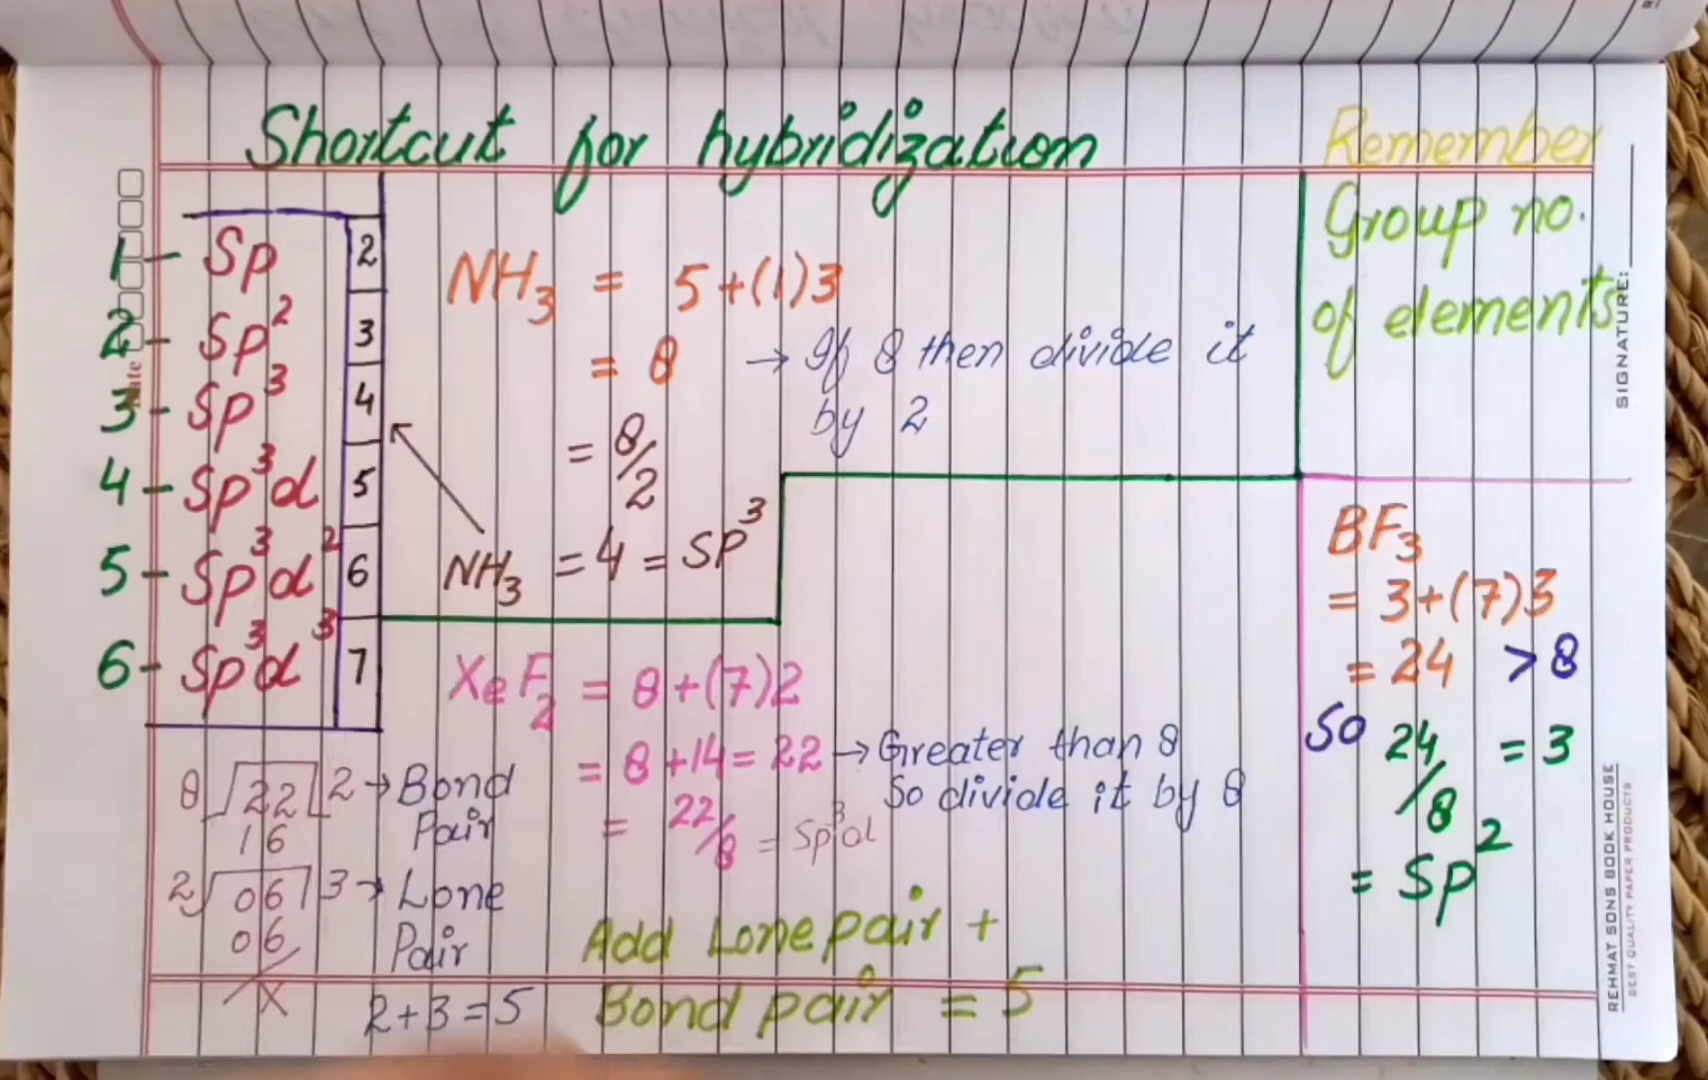 Shortcut for hybridization
Remember
Group no.
of elements
1 - Sp 2
2 - Sp² 3
3 - Sp³ 4
4 - Sp³d 5
5 - Sp³d² 6
6 - Sp³d³ 7
NH₃ = 5+(1)3
= 8 → If 8 then divide it
by 2
= 8/2
NH₃ = 4 = SP³
XeF₂ = 8+(7)2
= 8+14 = 22 → Greater than 8
So divide it by 8
= 22/8 = Sp³d
8 22 2 → Bond
16 Pair
2 06 3 → Lone
06 Pair
x
2+3=5
Add Lone pair +
Bond pair = 5
BF₃
= 3+(7)3
= 24 > 8
So 24/8 = 3
= Sp²
SIGNATURE:
REHMAT SONS BOOK HOUSE
BEST QUALITY PAPER PRODUCTS